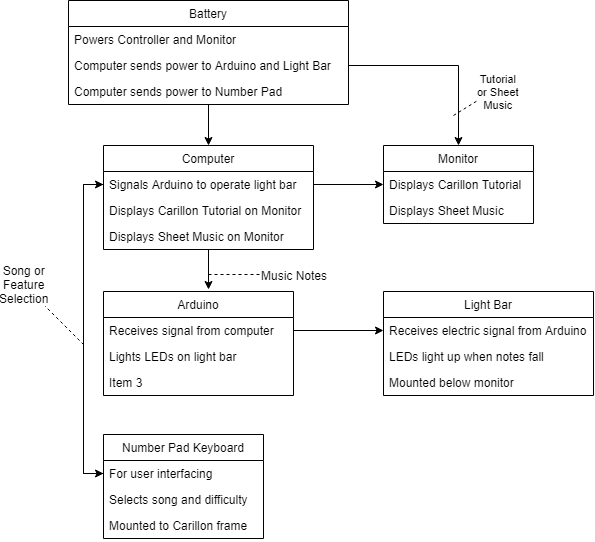 Battery
Powers Controller and Monitor
Computer sends power to Arduino and Light Bar
Computer sends power to Number Pad
Tutorial
or Sheet
Music
Computer
Signals Arduino to operate light bar
Displays Carillon Tutorial on Monitor
Displays Sheet Music on Monitor
Monitor
Displays Carillon Tutorial
Displays Sheet Music
Song or
Feature
Selection
Music Notes
Arduino
Receives signal from computer
Lights LEDs on light bar
Item 3
Light Bar
Receives electric signal from Arduino
LEDs light up when notes fall
Mounted below monitor
Number Pad Keyboard
For user interfacing
Selects song and difficulty
Mounted to Carillon frame